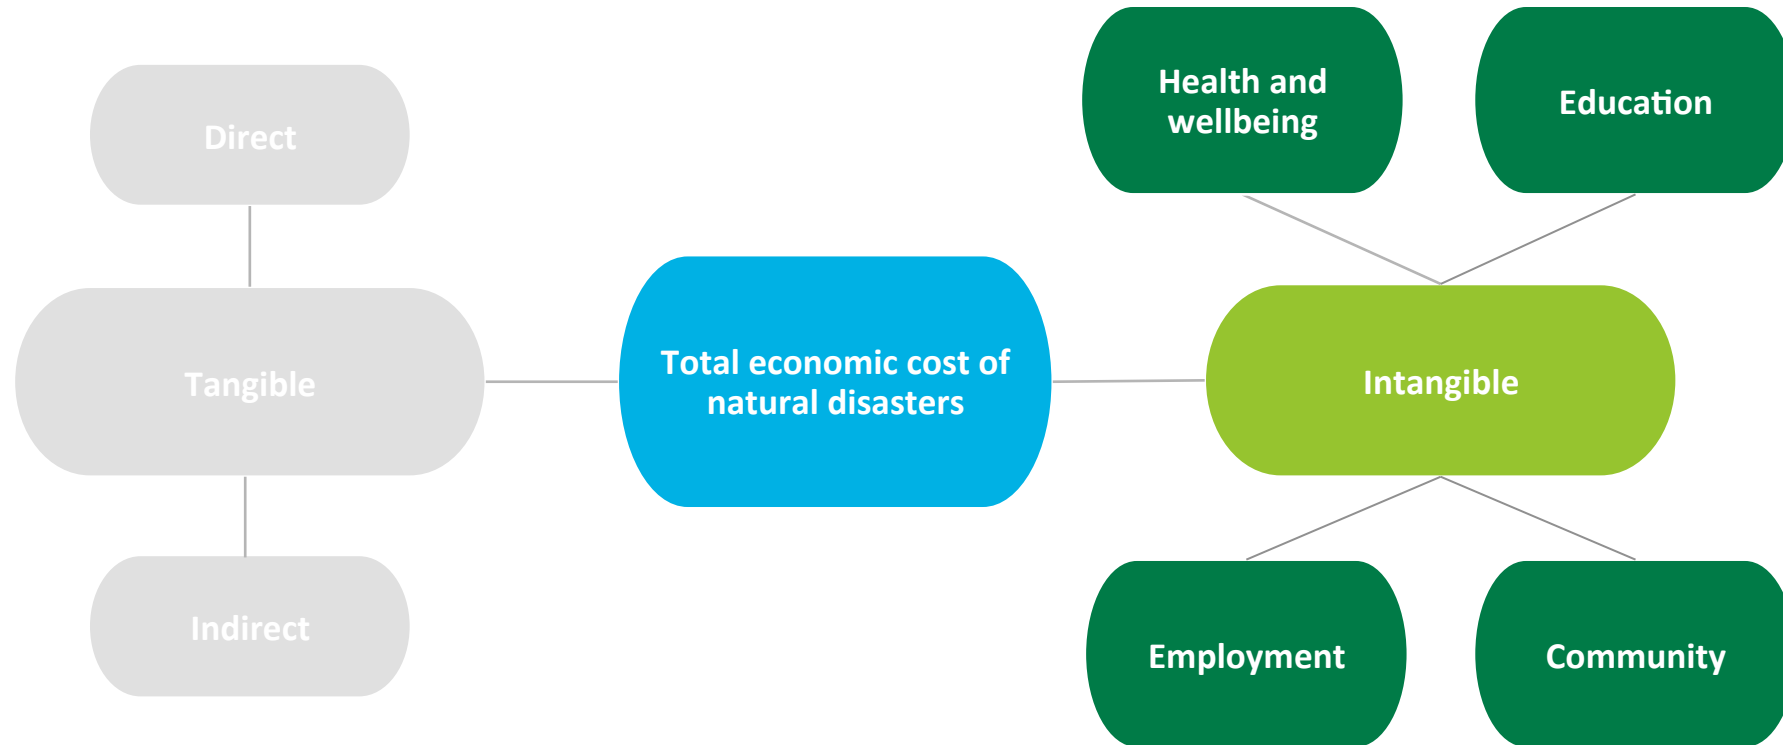 Direct
Tangible
Indirect
Total economic cost of
natural disasters
Health and
wellbeing
Education
Intangible
Employment
Community